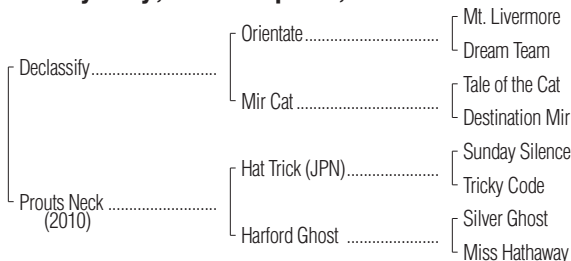 Mt. Livermore
Orientate
Dream Team
Declassify
Tale of the Cat
Mir Cat
Destination Mir
Sunday Silence
Hat Trick (JPN)
Tricky Code
Prouts Neck
(2010)
Silver Ghost
Harford Ghost
Miss Hathaway